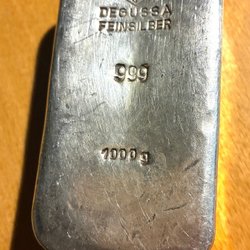 DEGUSSA
FEINSILBER
999
1000 g